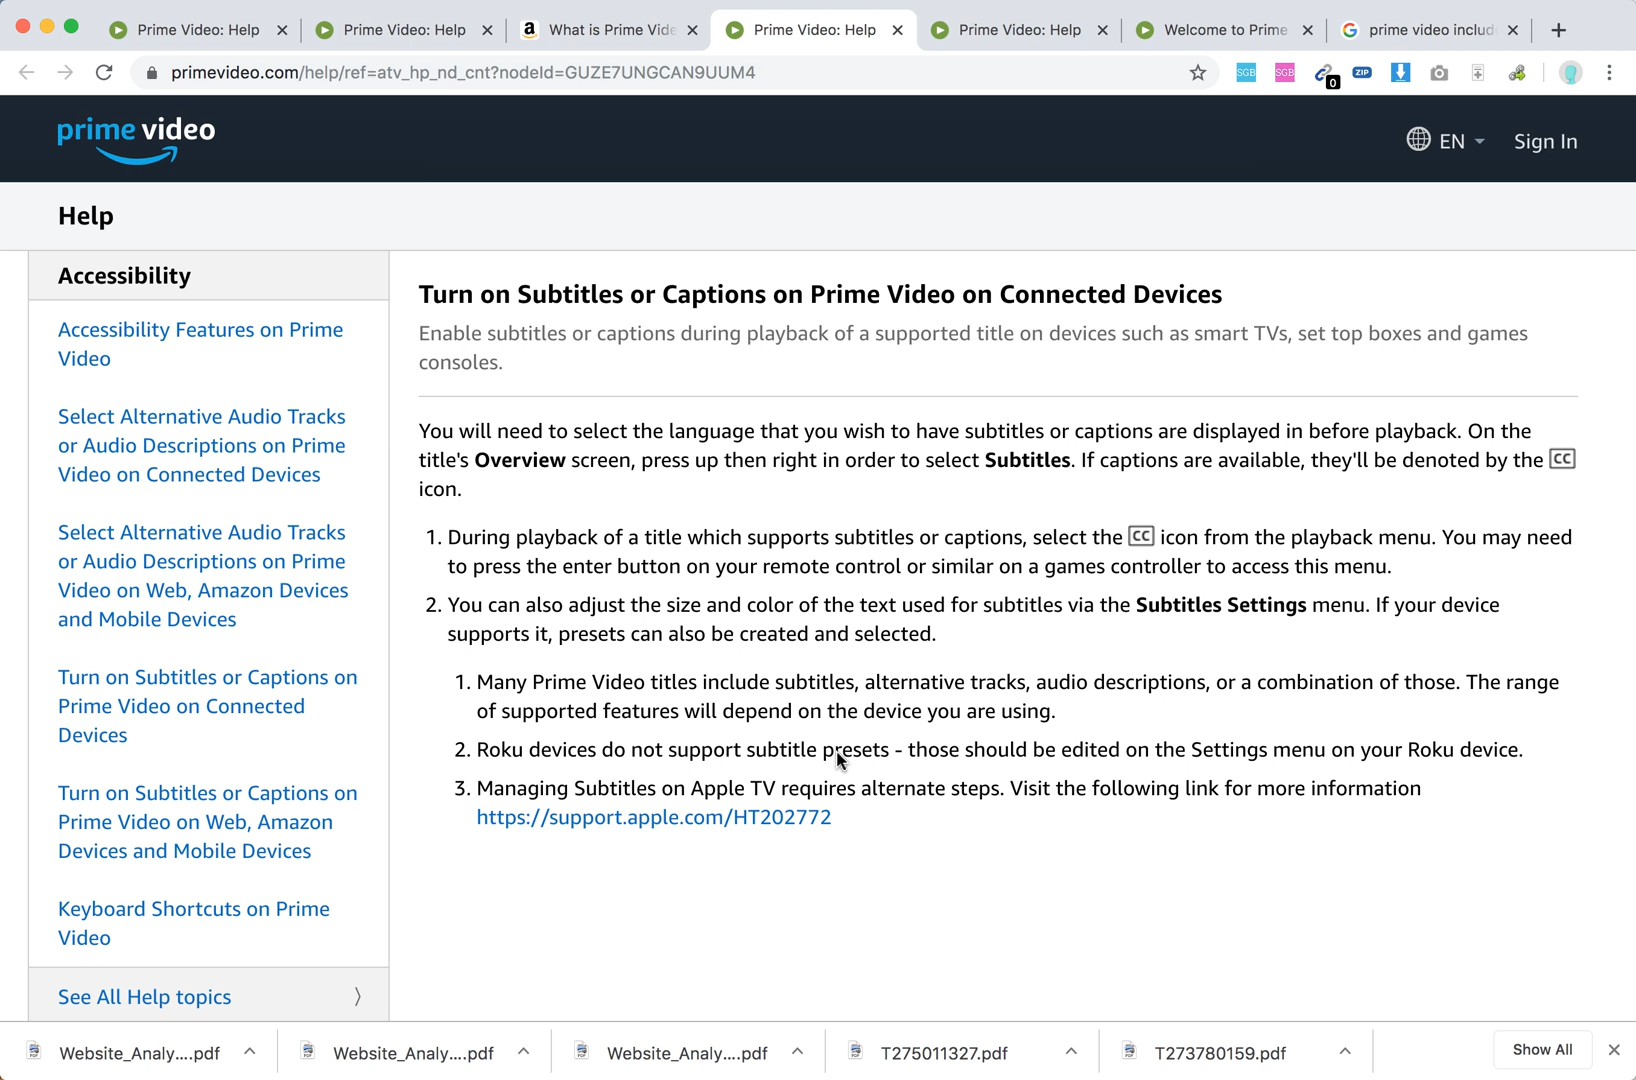 Prime Video: Help
Prime Video: Help
What is Prime Vide
Prime Video: Help
Prime Video: Help
Welcome to Prime
prime video includ
primevideo.com/help/ref=atv_hp_nd_cnt?nodeId=GUZE7UNGCAN9UUM4
SGB
SGB
0
ZIP
prime video
EN
Sign In
Help
Accessibility
Accessibility Features on Prime
Video
Select Alternative Audio Tracks
or Audio Descriptions on Prime
Video on Connected Devices
Select Alternative Audio Tracks
or Audio Descriptions on Prime
Video on Web, Amazon Devices
and Mobile Devices
Turn on Subtitles or Captions on
Prime Video on Connected
Devices
Turn on Subtitles or Captions on
Prime Video on Web, Amazon
Devices and Mobile Devices
Keyboard Shortcuts on Prime
Video
See All Help topics
Turn on Subtitles or Captions on Prime Video on Connected Devices
Enable subtitles or captions during playback of a supported title on devices such as smart TVs, set top boxes and games
consoles.
You will need to select the language that you wish to have subtitles or captions are displayed in before playback. On the
title's Overview screen, press up then right in order to select Subtitles. If captions are available, they'll be denoted by the CC
icon.
1. During playback of a title which supports subtitles or captions, select the CC icon from the playback menu. You may need
to press the enter button on your remote control or similar on a games controller to access this menu.
2. You can also adjust the size and color of the text used for subtitles via the Subtitles Settings menu. If your device
supports it, presets can also be created and selected.
1. Many Prime Video titles include subtitles, alternative tracks, audio descriptions, or a combination of those. The range
of supported features will depend on the device you are using.
2. Roku devices do not support subtitle presets - those should be edited on the Settings menu on your Roku device.
3. Managing Subtitles on Apple TV requires alternate steps. Visit the following link for more information
https://support.apple.com/HT202772
Website_Analy....pdf
Website_Analy....pdf
Website_Analy....pdf
T275011327.pdf
T273780159.pdf
Show All